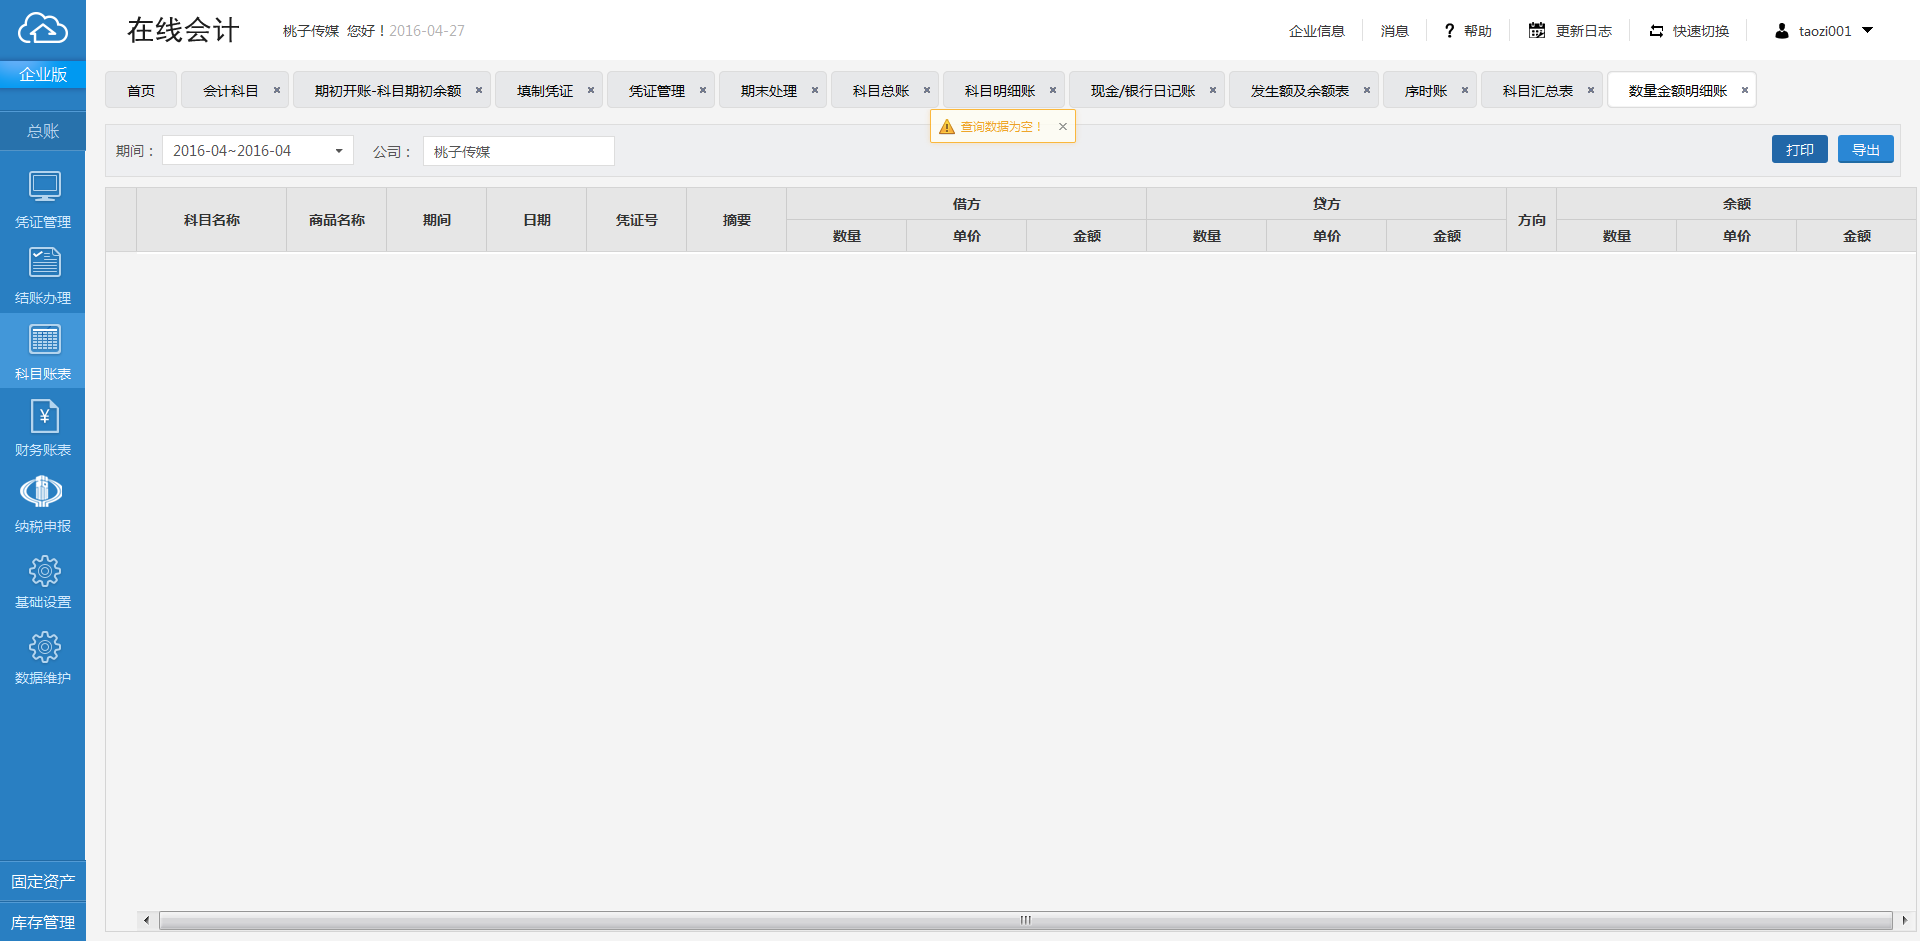 在线会计 桃子传媒 您好！2016-04-27 企业信息 消息 ? 帮助 更新日志 快速切换 taozi001
企业版
首页 会计科目 期初开账-科目期初余额 填制凭证 凭证管理 期末处理 科目总账 科目明细账 现金/银行日记账 发生额及余额表 序时账 科目汇总表 数量金额明细账
查询数据为空！
总账
期间： 2016-04~2016-04 公司： 桃子传媒 打印 导出
科目名称 商品名称 期间 日期 凭证号 摘要 借方 贷方 方向 余额
数量 单价 金额 数量 单价 金额 数量 单价 金额
凭证管理
结账办理
科目账表
¥
财务账表
纳税申报
基础设置
数据维护
固定资产
库存管理